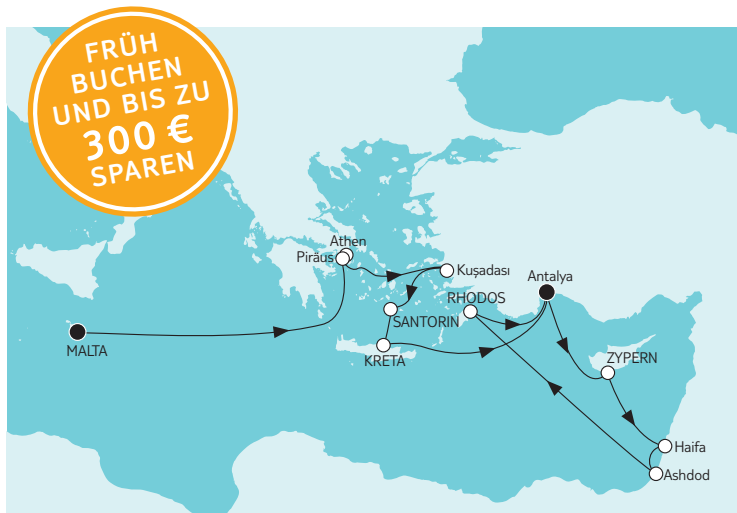 FRÜH
BUCHEN
UND BIS ZU
300 €
SPAREN
Athen
Piräus
Kuşadası
Antalya
RHODOS
SANTORIN
MALTA
KRETA
ZYPERN
Haifa
Ashdod